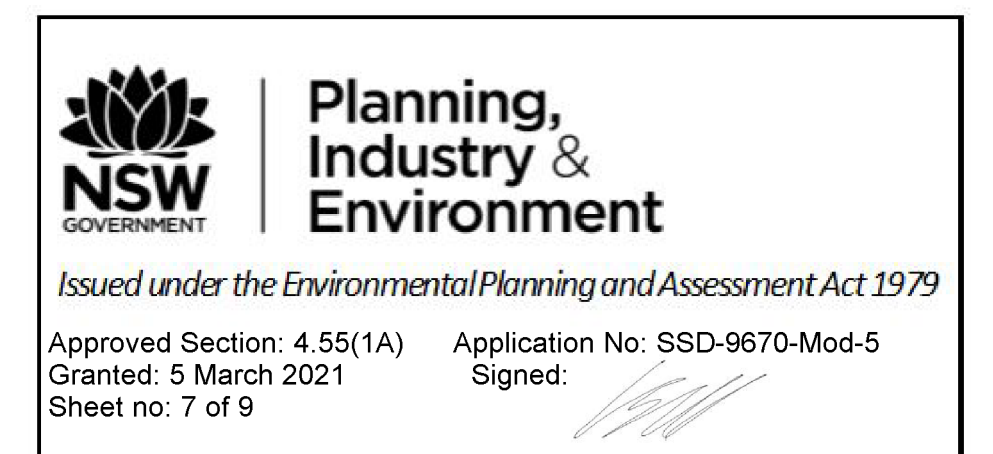 Planning,
Industry &
Environment
NSW
GOVERNMENT
Issued under the Environmental Planning and Assessment Act 1979
Approved Section: 4.55(1A) Application No: SSD-9670-Mod-5
Granted: 5 March 2021 Signed:
Sheet no: 7 of 9